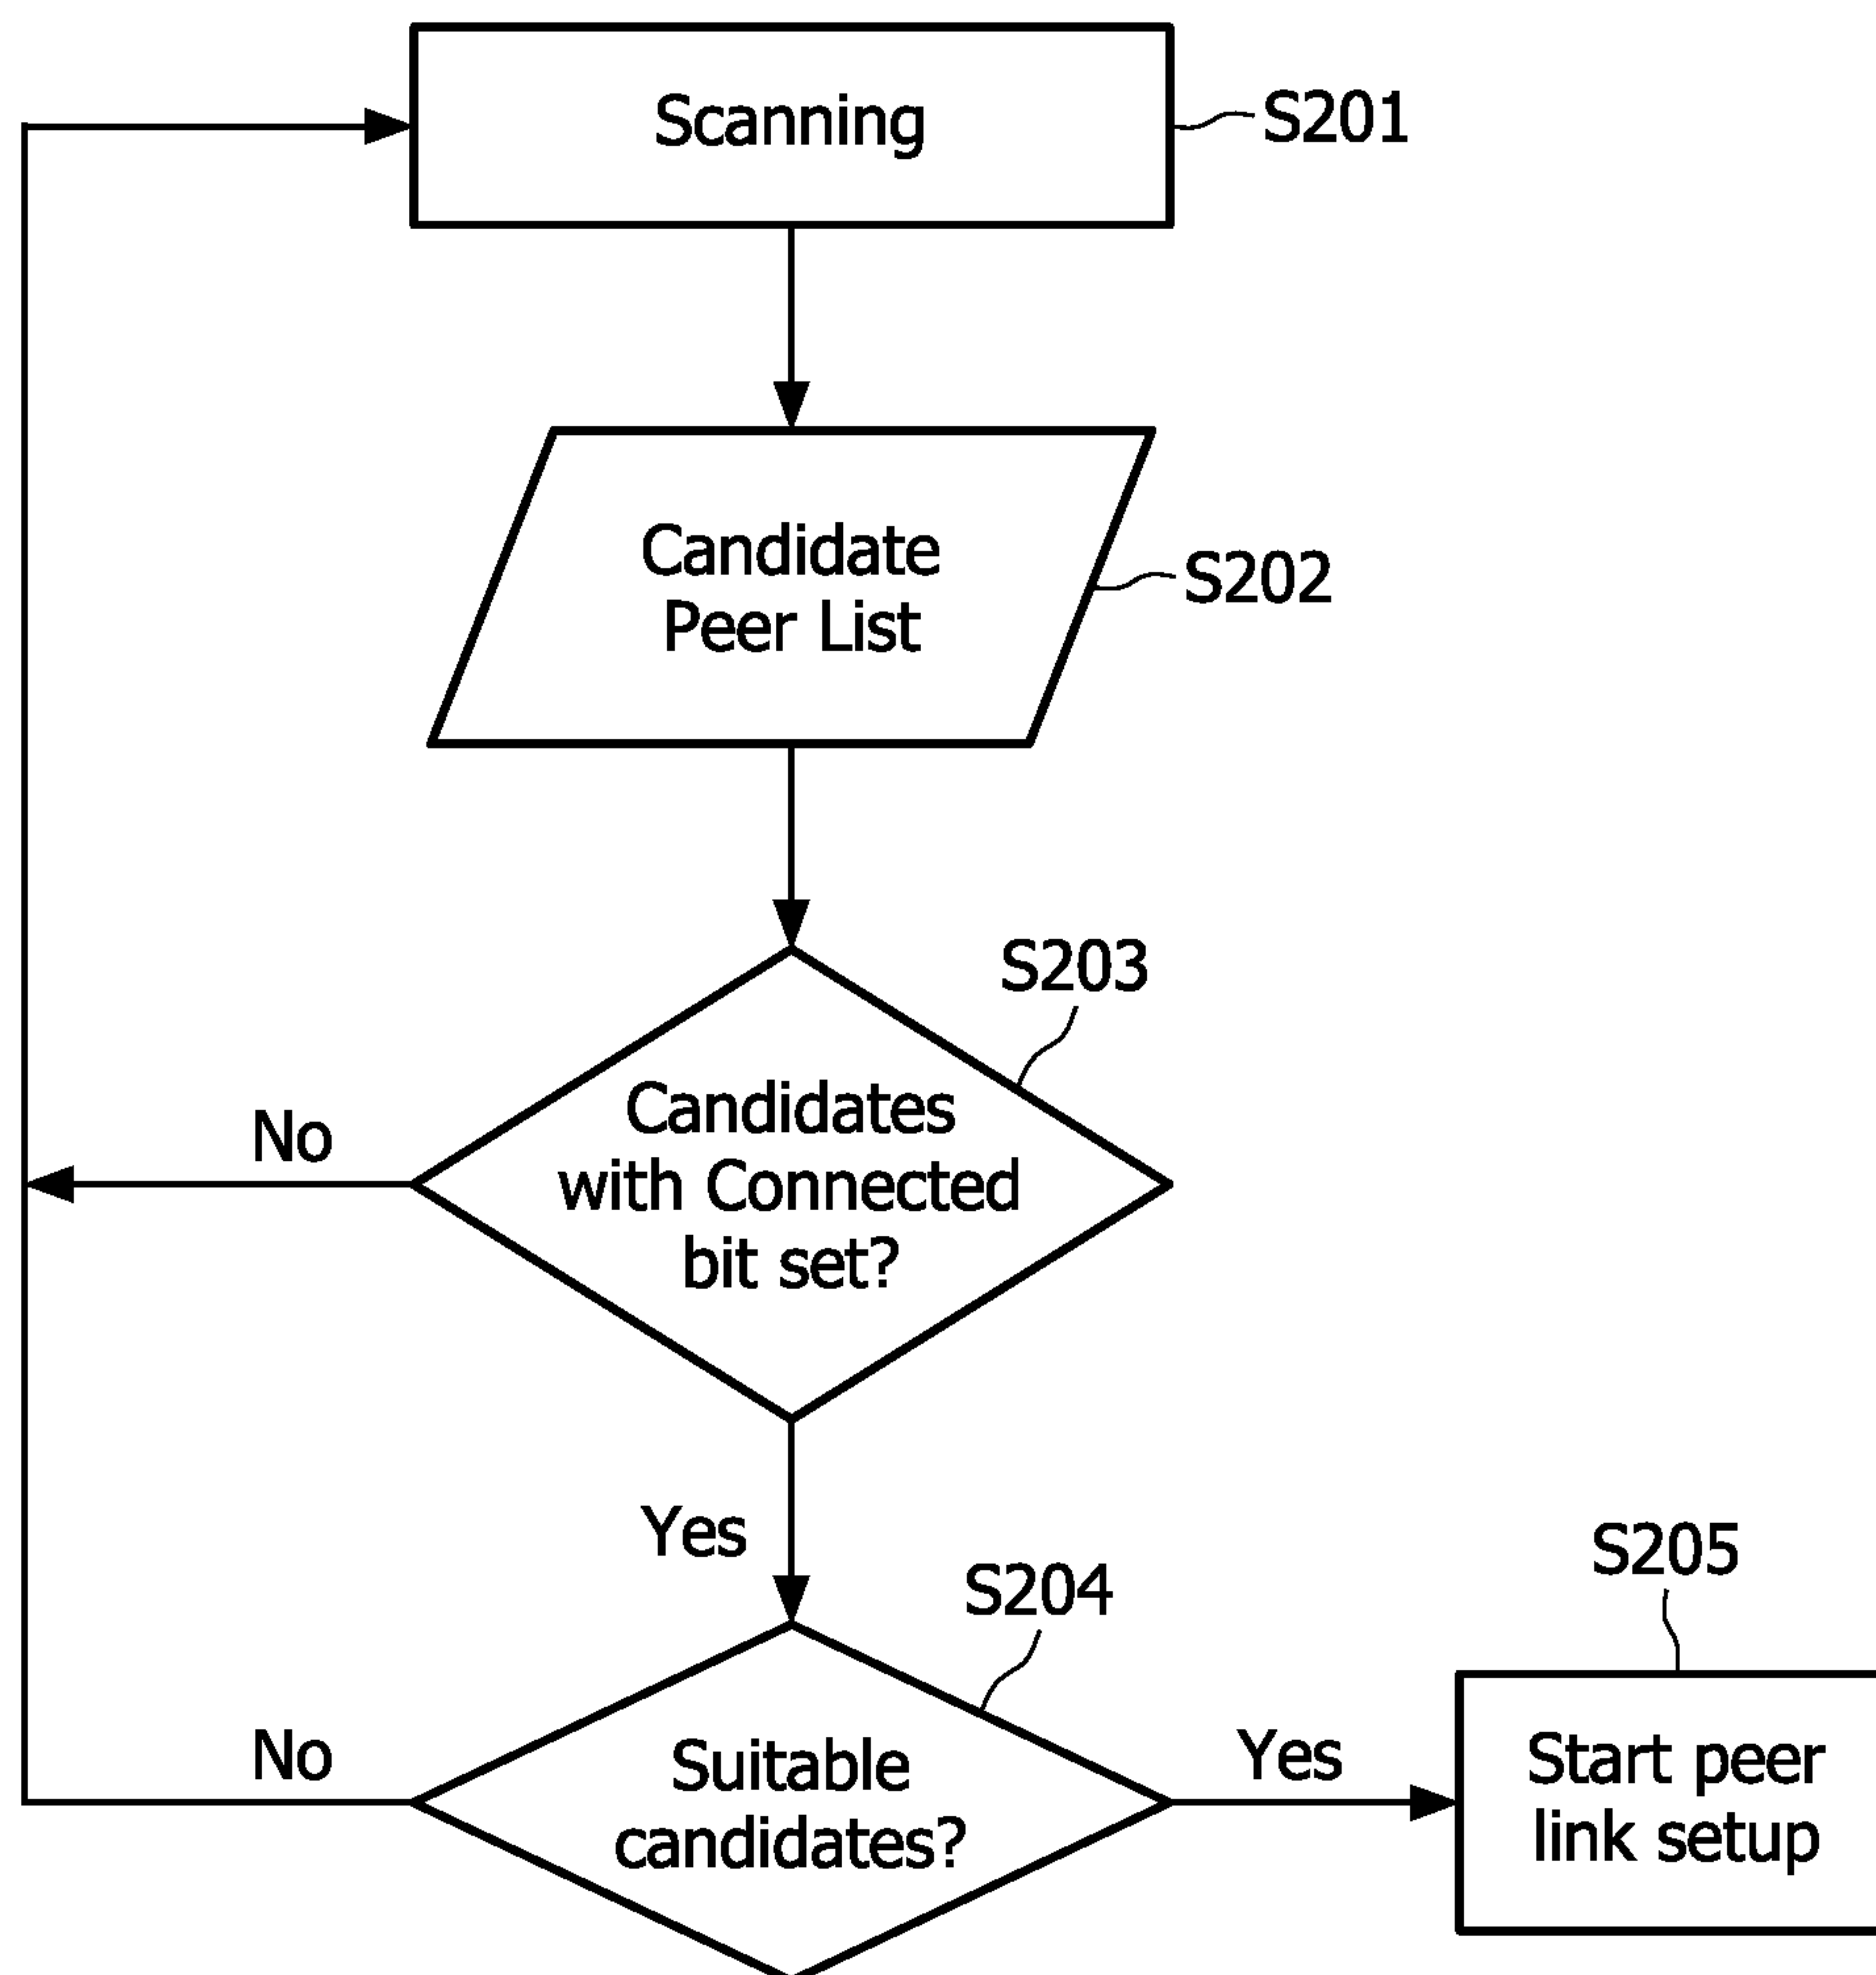 Scanning
S201
Candidate
Peer List
S202
S203
Candidates
with Connected
bit set?
No
Yes
S204
S205
No
Suitable
candidates?
Yes
Start peer
link setup